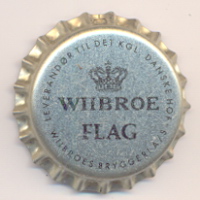 LEVERANDØR TIL DET KGL. DANSKE HOF
WIIBROE
FLAG
WIIBROES BRYGGERI A/S